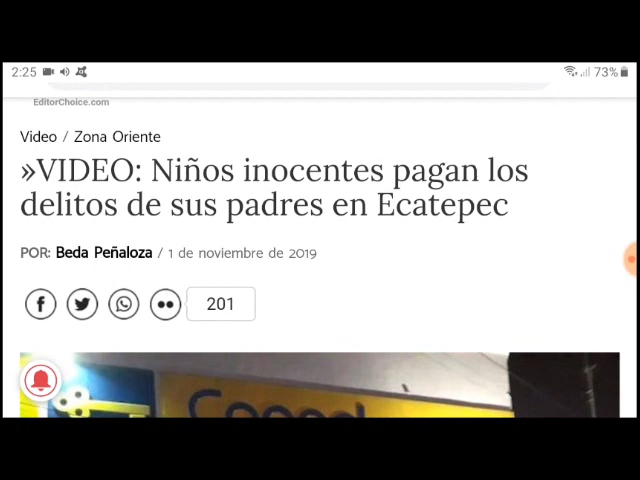 2:25
73%
EditorChoice.com
Video / Zona Oriente
»VIDEO: Niños inocentes pagan los
delitos de sus padres en Ecatepec
POR: Beda Peñaloza / 1 de noviembre de 2019
201